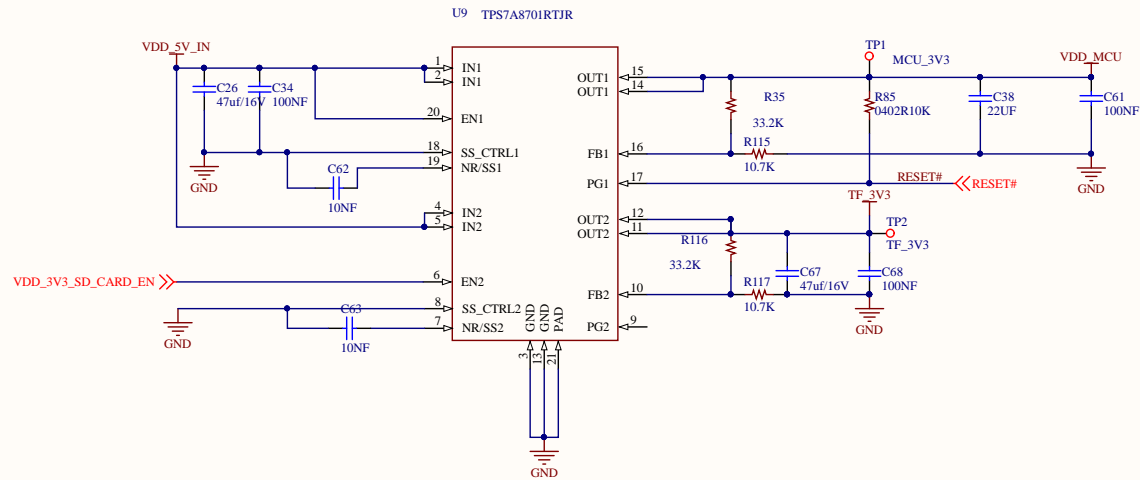 U9 TPS7A8701RTJR
VDD_5V_IN
TP1
MCU_3V3
VDD_MCU
1 IN1
2 IN1
OUT1 15
OUT1 14
C26
47uf/16V
C34
100NF
R35
33.2K
R85
0402R10K
C38
22UF
C61
100NF
20 EN1
R115
10.7K
18 SS_CTRL1
19 NR/SS1
FB1 16
GND
C62
10NF
PG1 17
RESET#
RESET#
GND
TF_3V3
4 IN2
5 IN2
OUT2 12
OUT2 11
TP2
TF_3V3
R116
33.2K
VDD_3V3_SD_CARD_EN
6 EN2
R117
10.7K
C67
47uf/16V
C68
100NF
FB2 10
8 SS_CTRL2
7 NR/SS2
C63
10NF
GND
GND
PG2 9
GND
GND
PAD
3
13
21
GND